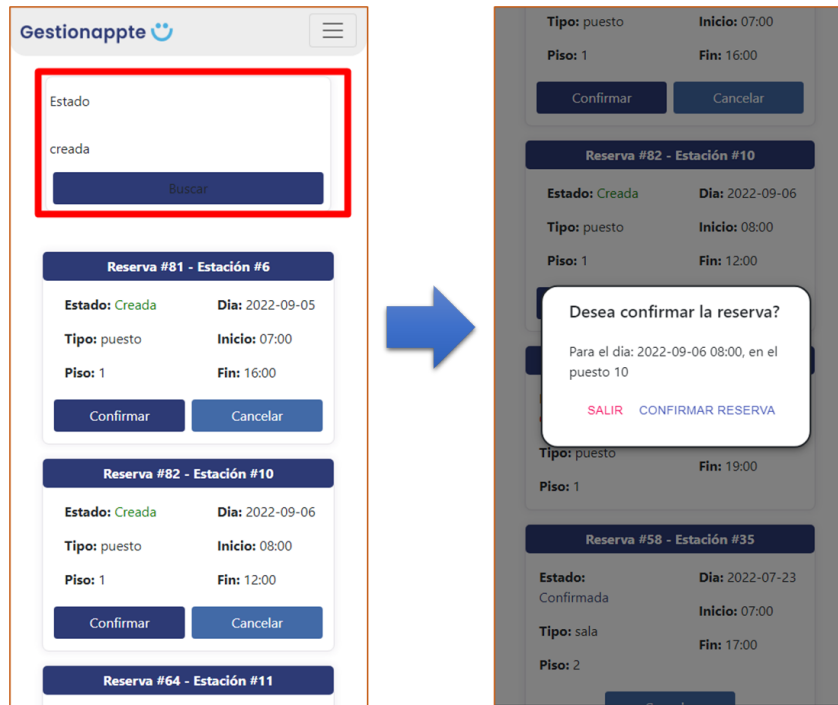 Gestionappte
Estado
creada
Buscar
Reserva #81 - Estación #6
Estado: Creada Dia: 2022-09-05
Tipo: puesto Inicio: 07:00
Piso: 1 Fin: 16:00
Confirmar Cancelar
Reserva #82 - Estación #10
Estado: Creada Dia: 2022-09-06
Tipo: puesto Inicio: 08:00
Piso: 1 Fin: 12:00
Confirmar Cancelar
Reserva #64 - Estación #11
Tipo: puesto Inicio: 07:00
Piso: 1 Fin: 16:00
Confirmar Cancelar
Reserva #82 - Estación #10
Estado: Creada Dia: 2022-09-06
Tipo: puesto Inicio: 08:00
Piso: 1 Fin: 12:00
Desea confirmar la reserva?
Para el dia: 2022-09-06 08:00, en el
puesto 10
SALIR CONFIRMAR RESERVA
Tipo: puesto
Fin: 19:00
Piso: 1
Reserva #58 - Estación #35
Estado: Dia: 2022-07-23
Confirmada
Inicio: 07:00
Tipo: sala
Fin: 17:00
Piso: 2